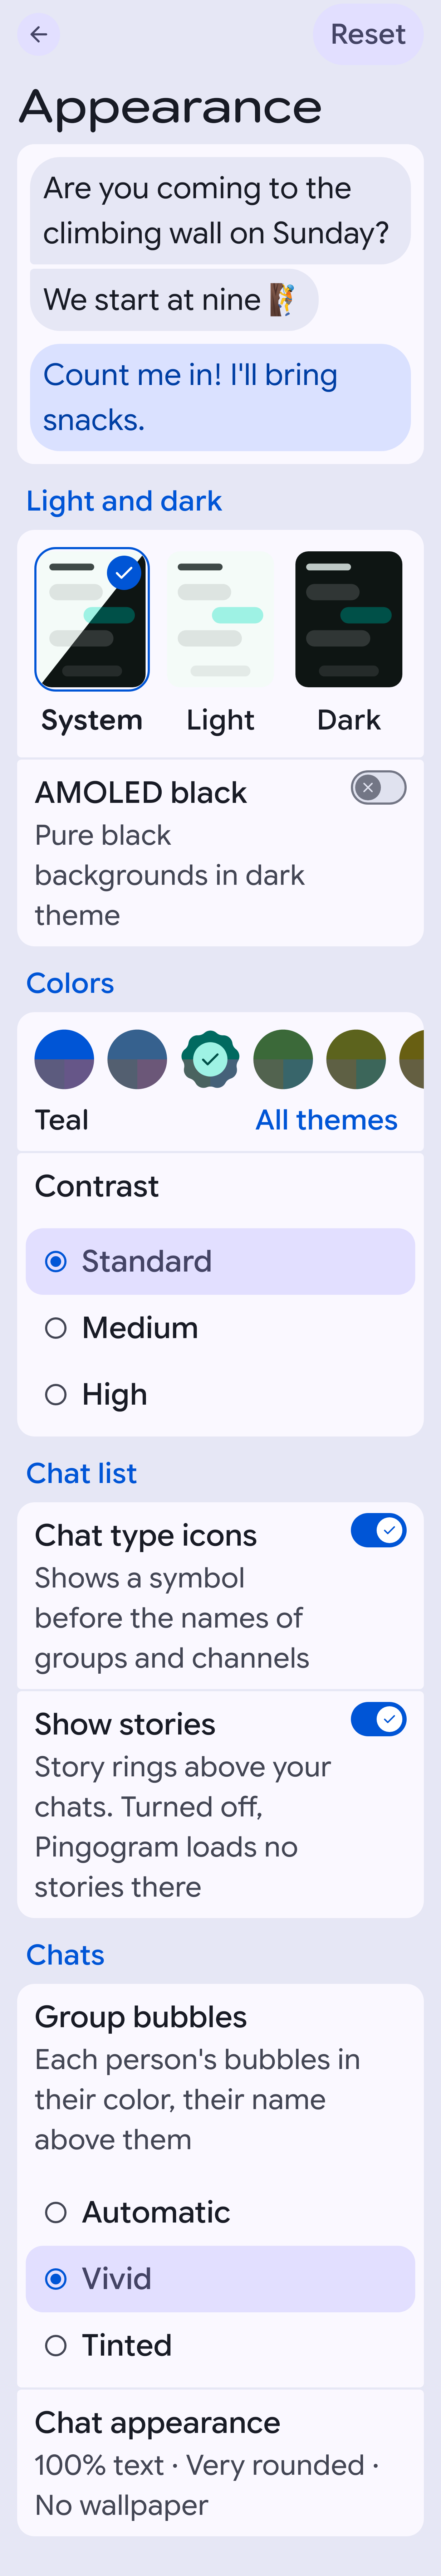 Reset
Appearance
Are you coming to the
climbing wall on Sunday?
We start at nine 🧗
Count me in! I'll bring
snacks.
Light and dark
System
Light
Dark
AMOLED black
Pure black
backgrounds in dark
theme
Colors
Teal
All themes
Contrast
Standard
Medium
High
Chat list
Chat type icons
Shows a symbol
before the names of
groups and channels
Show stories
Story rings above your
chats. Turned off,
Pingogram loads no
stories there
Chats
Group bubbles
Each person's bubbles in
their color, their name
above them
Automatic
Vivid
Tinted
Chat appearance
100% text · Very rounded ·
No wallpaper